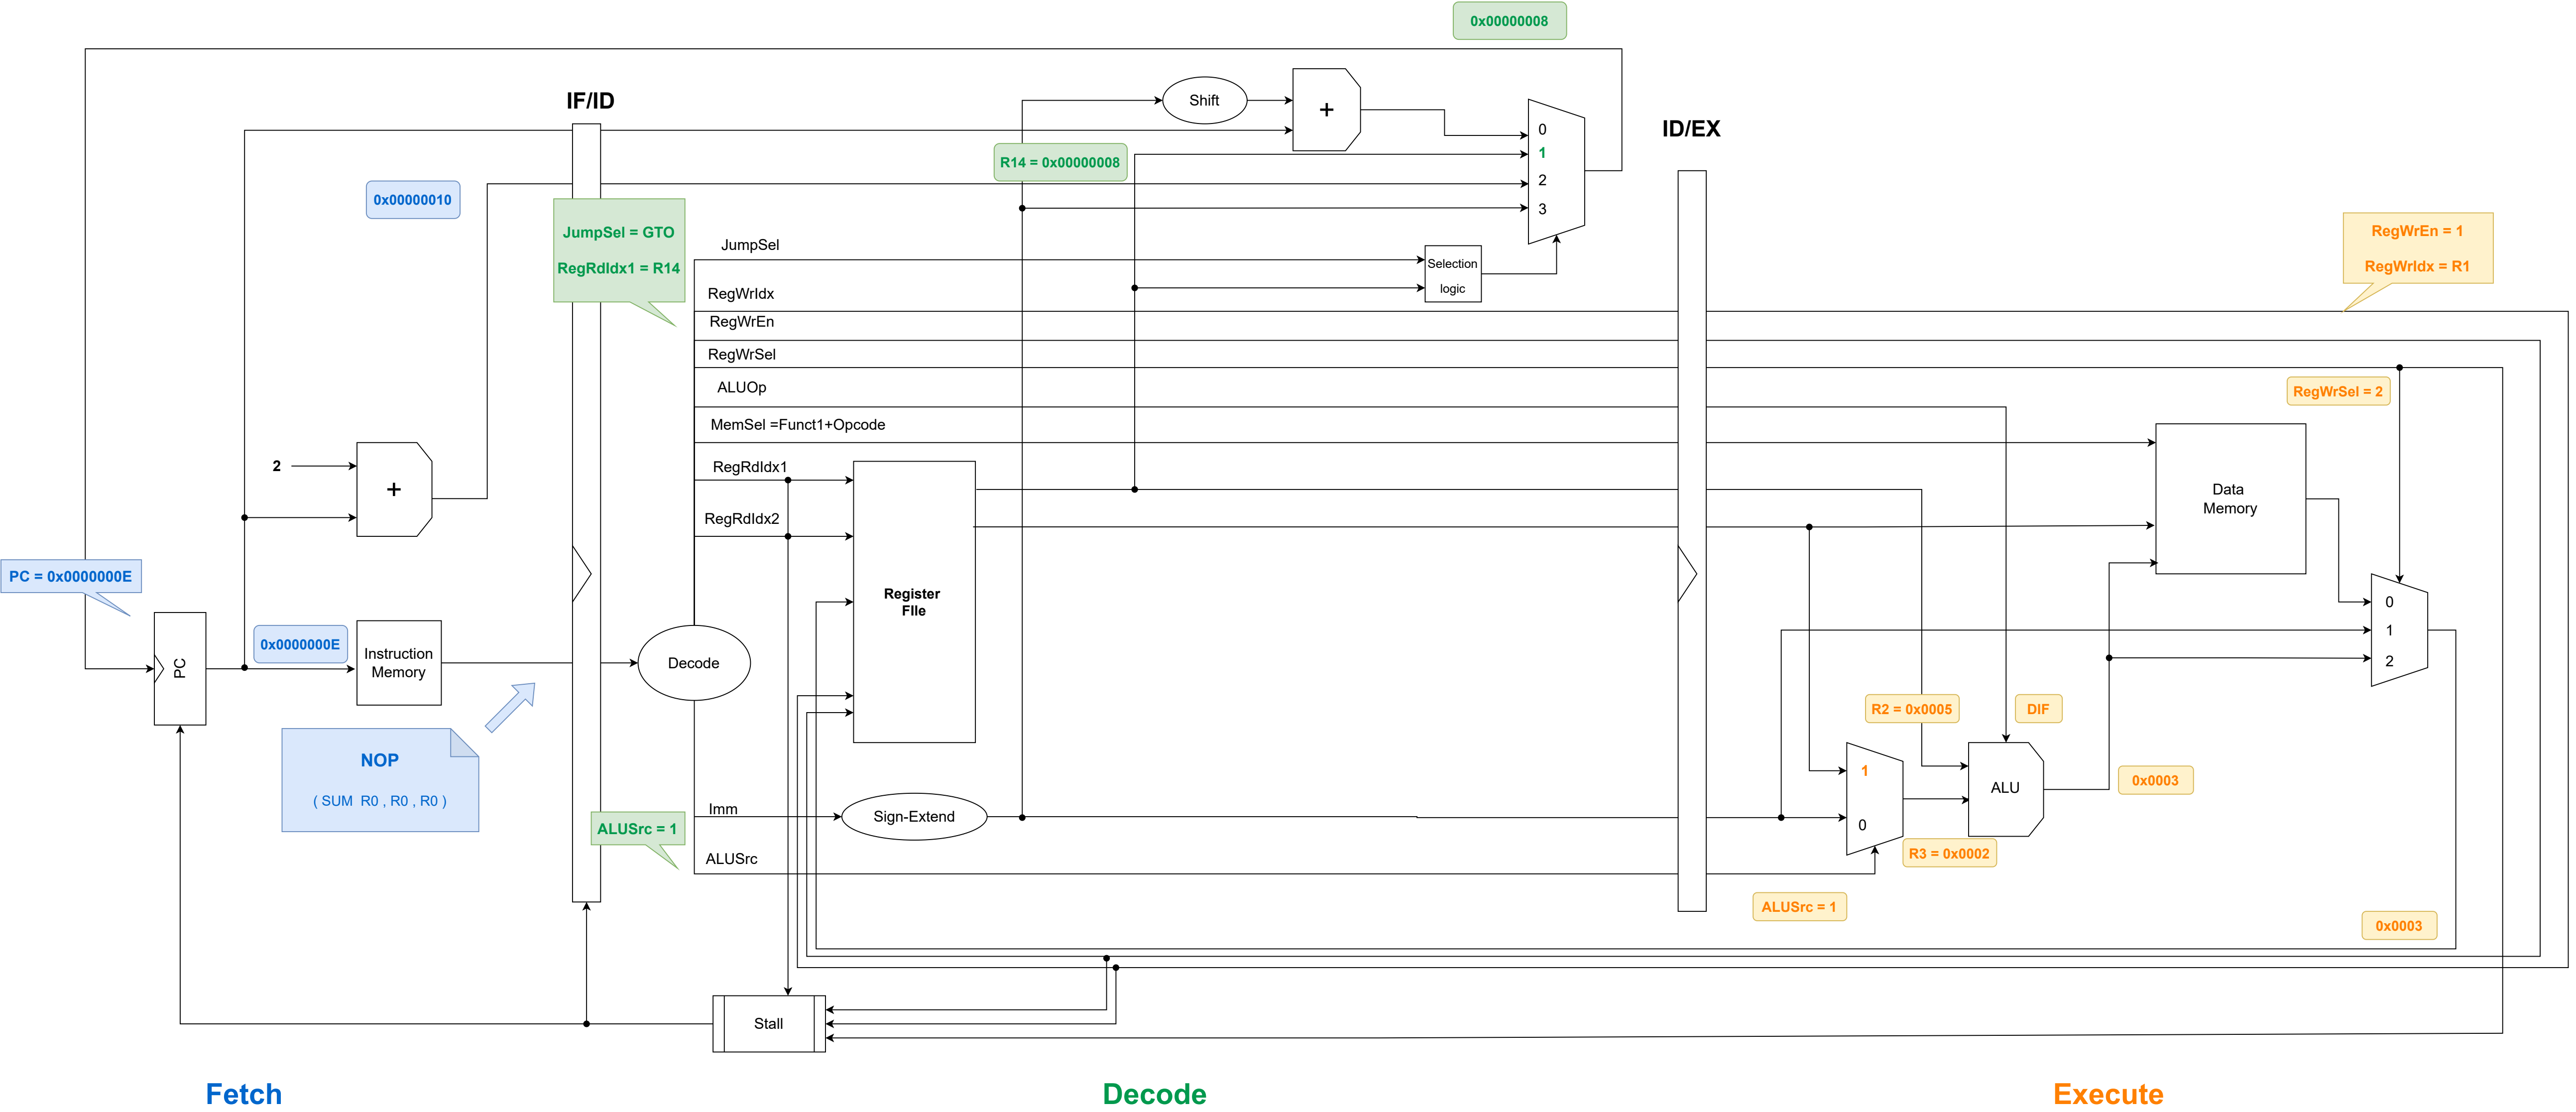 0x00000008
IF/ID
Shift
+
0
1
2
3
ID/EX
R14 = 0x00000008
0x00000010
JumpSel = GTO
RegRdIdx1 = R14
JumpSel
Selection
logic
RegWrEn = 1
RegWrIdx = R1
RegWrIdx
RegWrEn
RegWrSel
RegWrSel = 2
ALUOp
MemSel =Funct1+Opcode
2
+
RegRdIdx1
RegRdIdx2
Data
Memory
PC = 0x0000000E
Register
FIle
0
1
2
0x0000000E
PC
Instruction
Memory
Decode
NOP
( SUM R0 , R0 , R0 )
R2 = 0x0005
DIF
1
0
ALU
0x0003
Imm
Sign-Extend
ALUSrc = 1
ALUSrc
R3 = 0x0002
ALUSrc = 1
0x0003
Stall
Fetch
Decode
Execute